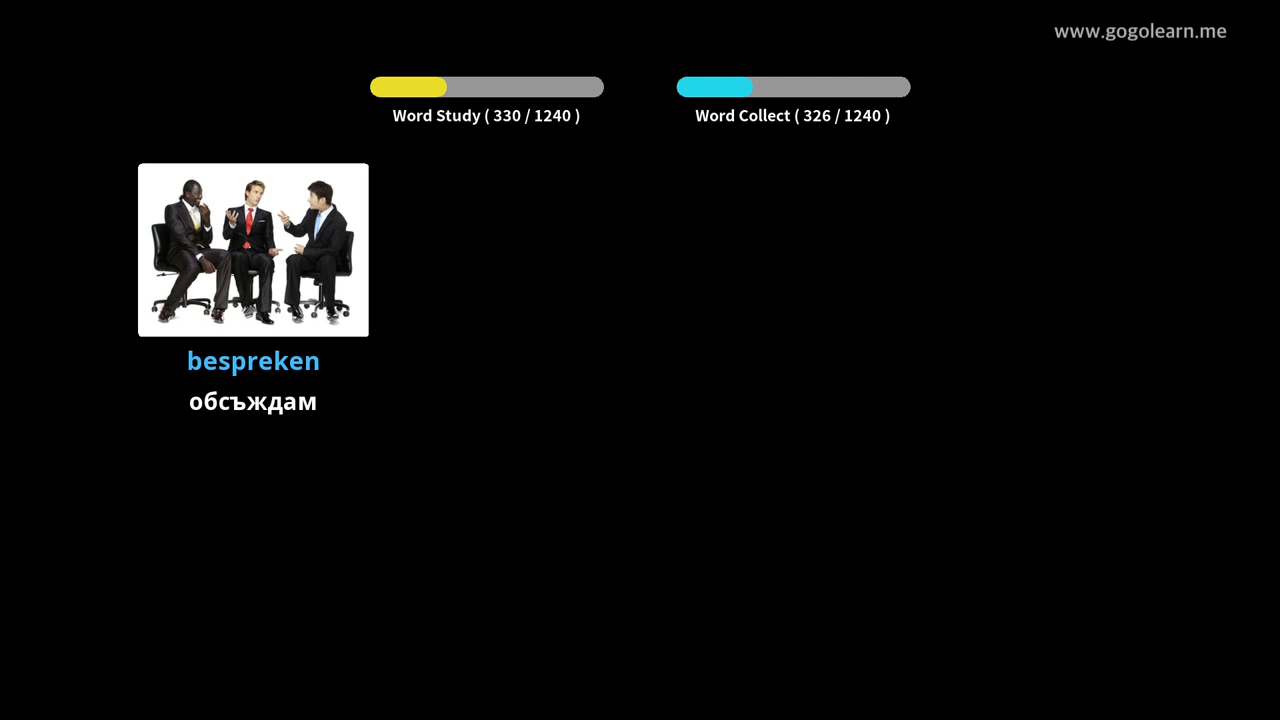 www.gogolearn.me
Word Study ( 330 / 1240 )
Word Collect ( 326 / 1240 )
bespreken
обсъждам